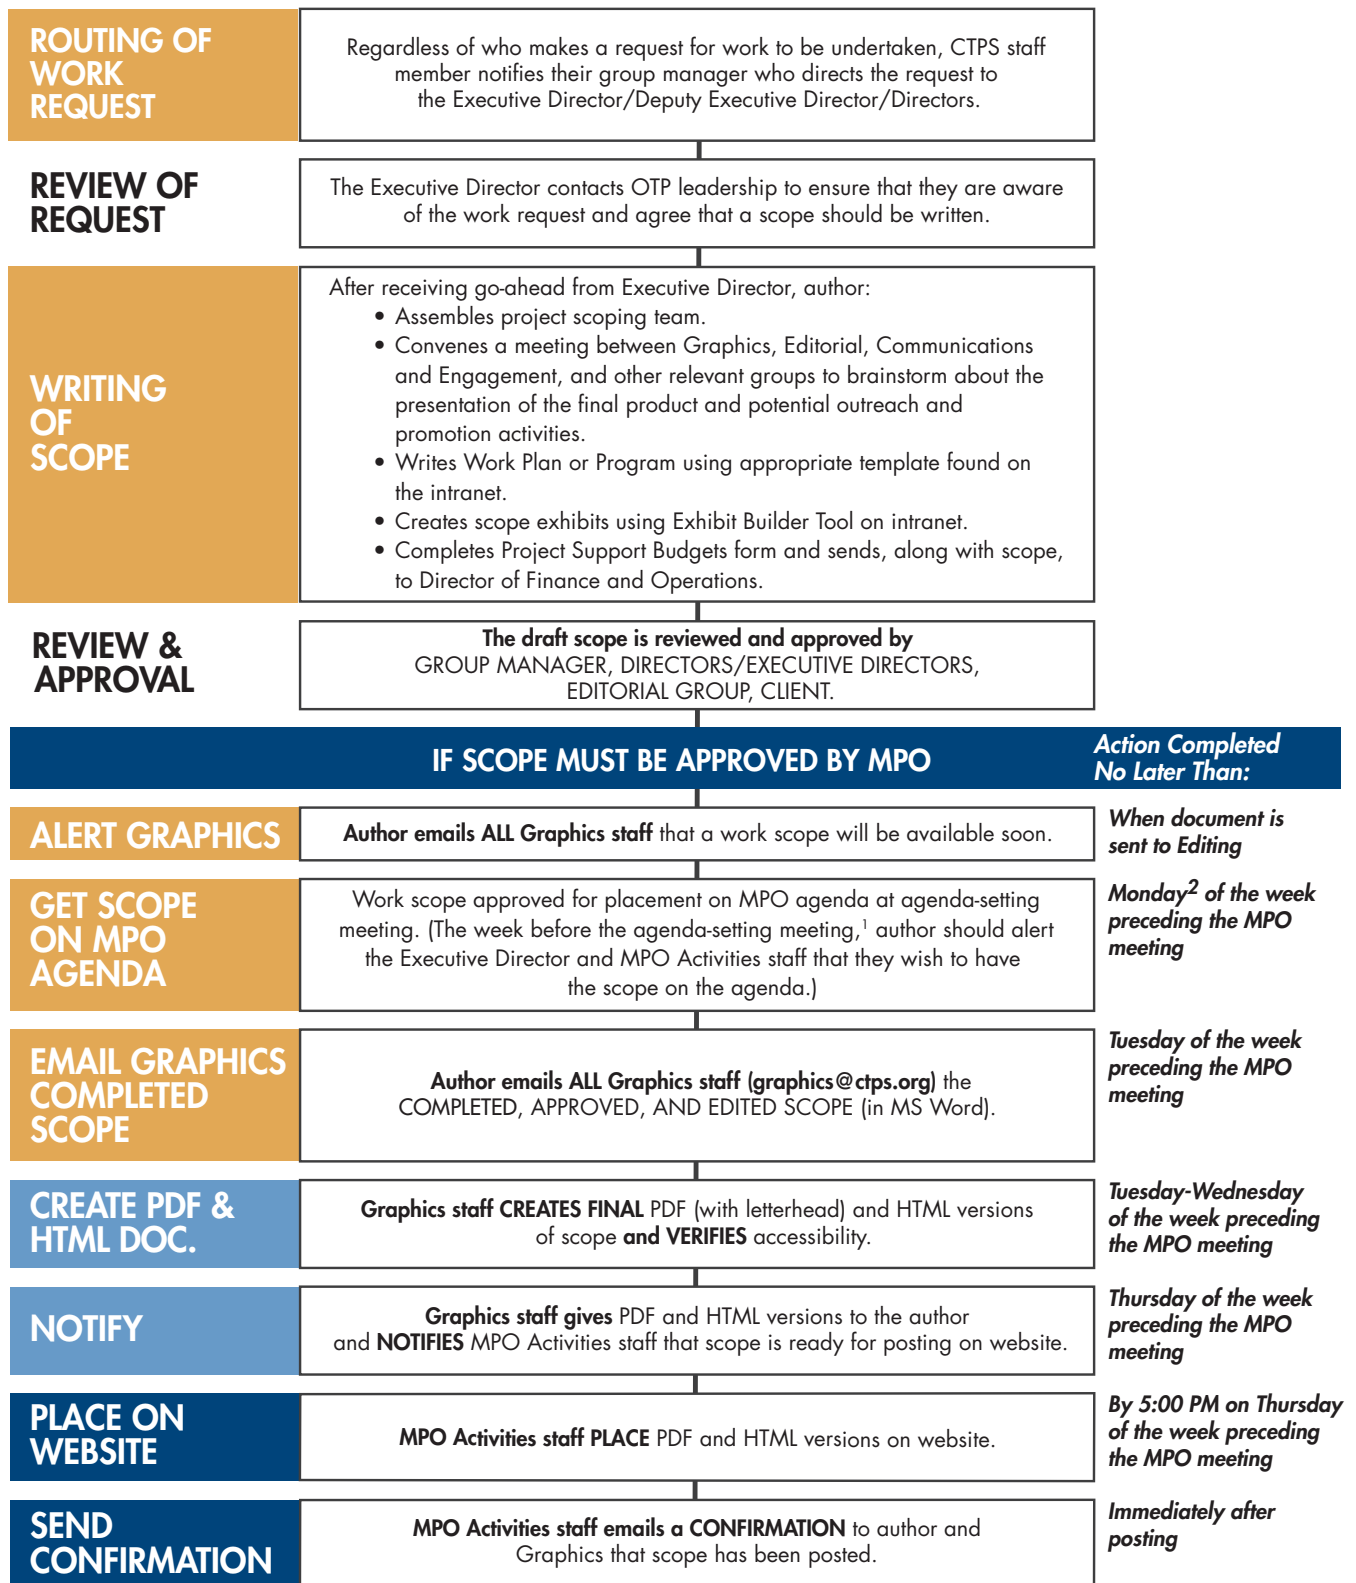 ROUTING OF
WORK
REQUEST
Regardless of who makes a request for work to be undertaken, CTPS staff
member notifies their group manager who directs the request to
the Executive Director/Deputy Executive Director/Directors.
REVIEW OF
REQUEST
The Executive Director contacts OTP leadership to ensure that they are aware
of the work request and agree that a scope should be written.
WRITING
OF
SCOPE
After receiving go-ahead from Executive Director, author:
• Assembles project scoping team.
• Convenes a meeting between Graphics, Editorial, Communications
and Engagement, and other relevant groups to brainstorm about the
presentation of the final product and potential outreach and
promotion activities.
• Writes Work Plan or Program using appropriate template found on
the intranet.
• Creates scope exhibits using Exhibit Builder Tool on intranet.
• Completes Project Support Budgets form and sends, along with scope,
to Director of Finance and Operations.
REVIEW &
APPROVAL
The draft scope is reviewed and approved by
GROUP MANAGER, DIRECTORS/EXECUTIVE DIRECTORS,
EDITORIAL GROUP, CLIENT.
IF SCOPE MUST BE APPROVED BY MPO
Action Completed
No Later Than:
ALERT GRAPHICS
Author emails ALL Graphics staff that a work scope will be available soon.
When document is
sent to Editing
GET SCOPE
ON MPO
AGENDA
Work scope approved for placement on MPO agenda at agenda-setting
meeting. (The week before the agenda-setting meeting,¹ author should alert
the Executive Director and MPO Activities staff that they wish to have
the scope on the agenda.)
Monday² of the week
preceding the MPO
meeting
EMAIL GRAPHICS
COMPLETED
SCOPE
Author emails ALL Graphics staff (graphics@ctps.org) the
COMPLETED, APPROVED, AND EDITED SCOPE (in MS Word).
Tuesday of the week
preceding the MPO
meeting
CREATE PDF &
HTML DOC.
Graphics staff CREATES FINAL PDF (with letterhead) and HTML versions
of scope and VERIFIES accessibility.
Tuesday-Wednesday
of the week preceding
the MPO meeting
NOTIFY
Graphics staff gives PDF and HTML versions to the author
and NOTIFIES MPO Activities staff that scope is ready for posting on website.
Thursday of the week
preceding the MPO
meeting
PLACE ON
WEBSITE
MPO Activities staff PLACE PDF and HTML versions on website.
By 5:00 PM on Thursday
of the week preceding
the MPO meeting
SEND
CONFIRMATION
MPO Activities staff emails a CONFIRMATION to author and
Graphics that scope has been posted.
Immediately after
posting